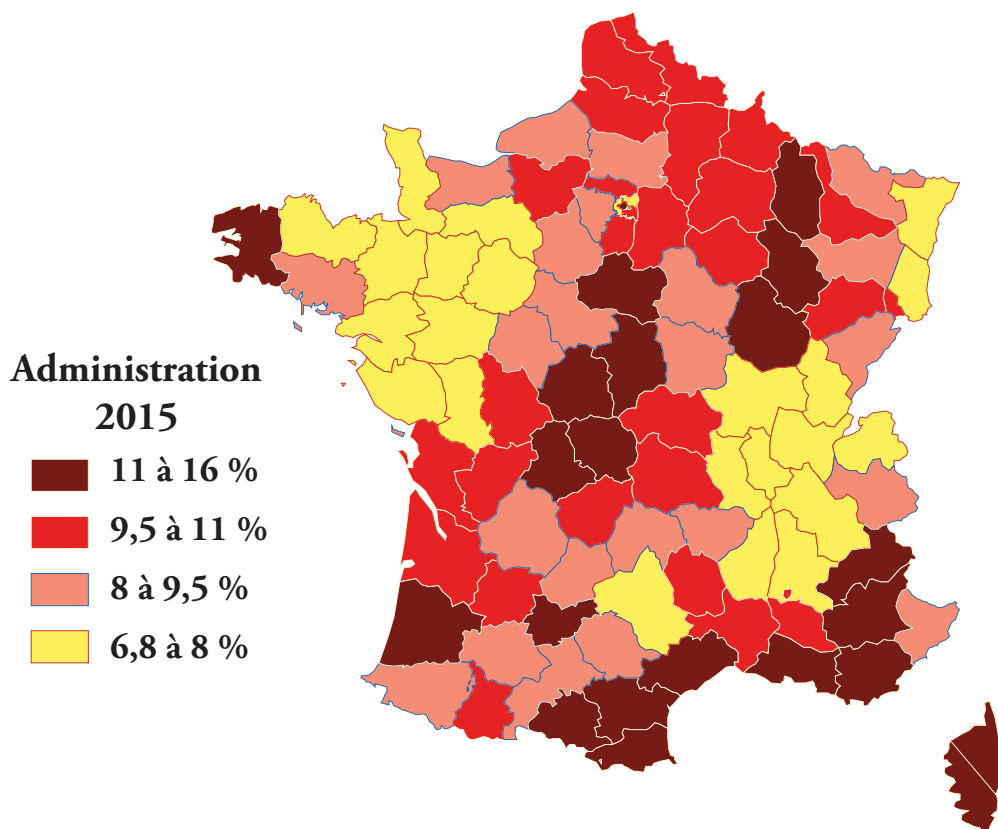 Administration
2015
11 à 16 %
9,5 à 11 %
8 à 9,5 %
6,8 à 8 %